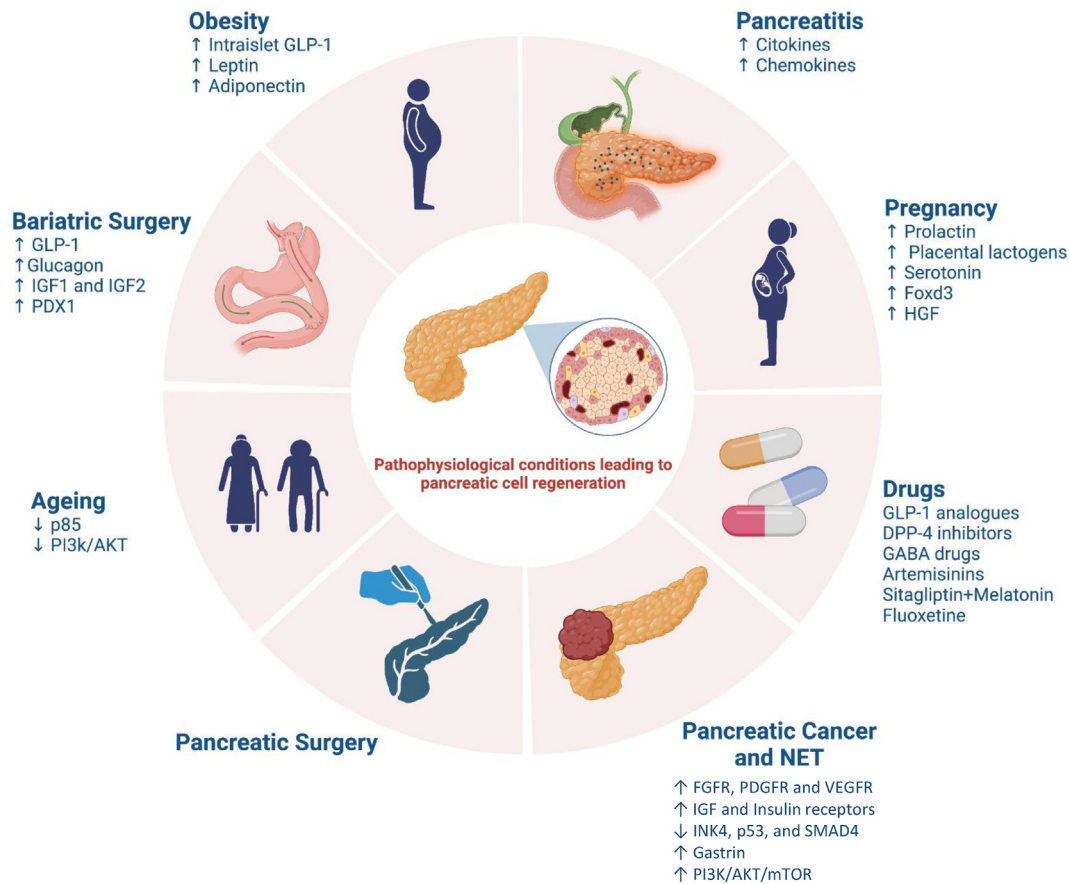 Obesity
↑ Intraislet GLP-1
↑ Leptin
↑ Adiponectin
Pancreatitis
↑ Citokines
↑ Chemokines
Bariatric Surgery
↑ GLP-1
↑Glucagon
↑ IGF1 and IGF2
↑ PDX1
Pregnancy
↑ Prolactin
↑ Placental lactogens
↑ Serotonin
↑ Foxd3
↑ HGF
Pathophysiological conditions leading to
pancreatic cell regeneration
Ageing
↓ p85
↓ PI3k/AKT
Drugs
GLP-1 analogues
DPP-4 inhibitors
GABA drugs
Artemisinins
Sitagliptin+Melatonin
Fluoxetine
Pancreatic Surgery
Pancreatic Cancer
and NET
↑ FGFR, PDGFR and VEGFR
↑ IGF and Insulin receptors
↓ INK4, p53, and SMAD4
↑ Gastrin
↑ PI3K/AKT/mTOR